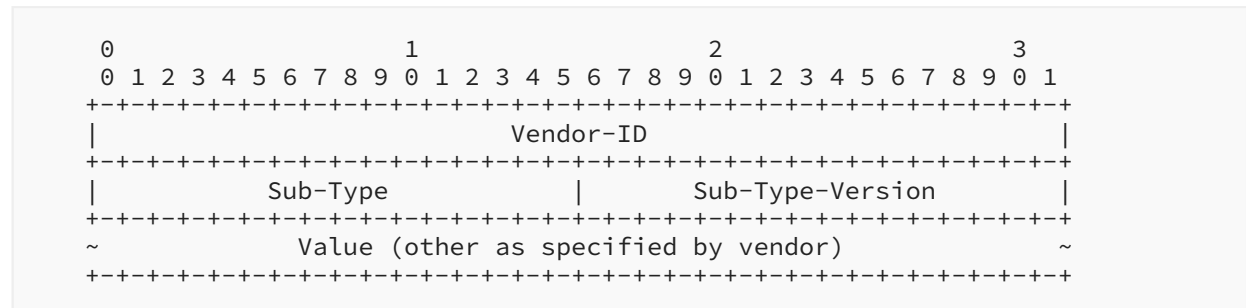 0                   1                   2                   3
 0 1 2 3 4 5 6 7 8 9 0 1 2 3 4 5 6 7 8 9 0 1 2 3 4 5 6 7 8 9 0 1
+-+-+-+-+-+-+-+-+-+-+-+-+-+-+-+-+-+-+-+-+-+-+-+-+-+-+-+-+-+-+-+-+
|                           Vendor-ID                           |
+-+-+-+-+-+-+-+-+-+-+-+-+-+-+-+-+-+-+-+-+-+-+-+-+-+-+-+-+-+-+-+-+
|           Sub-Type            |       Sub-Type-Version        |
+-+-+-+-+-+-+-+-+-+-+-+-+-+-+-+-+-+-+-+-+-+-+-+-+-+-+-+-+-+-+-+-+
~             Value (other as specified by vendor)              ~
+-+-+-+-+-+-+-+-+-+-+-+-+-+-+-+-+-+-+-+-+-+-+-+-+-+-+-+-+-+-+-+-+